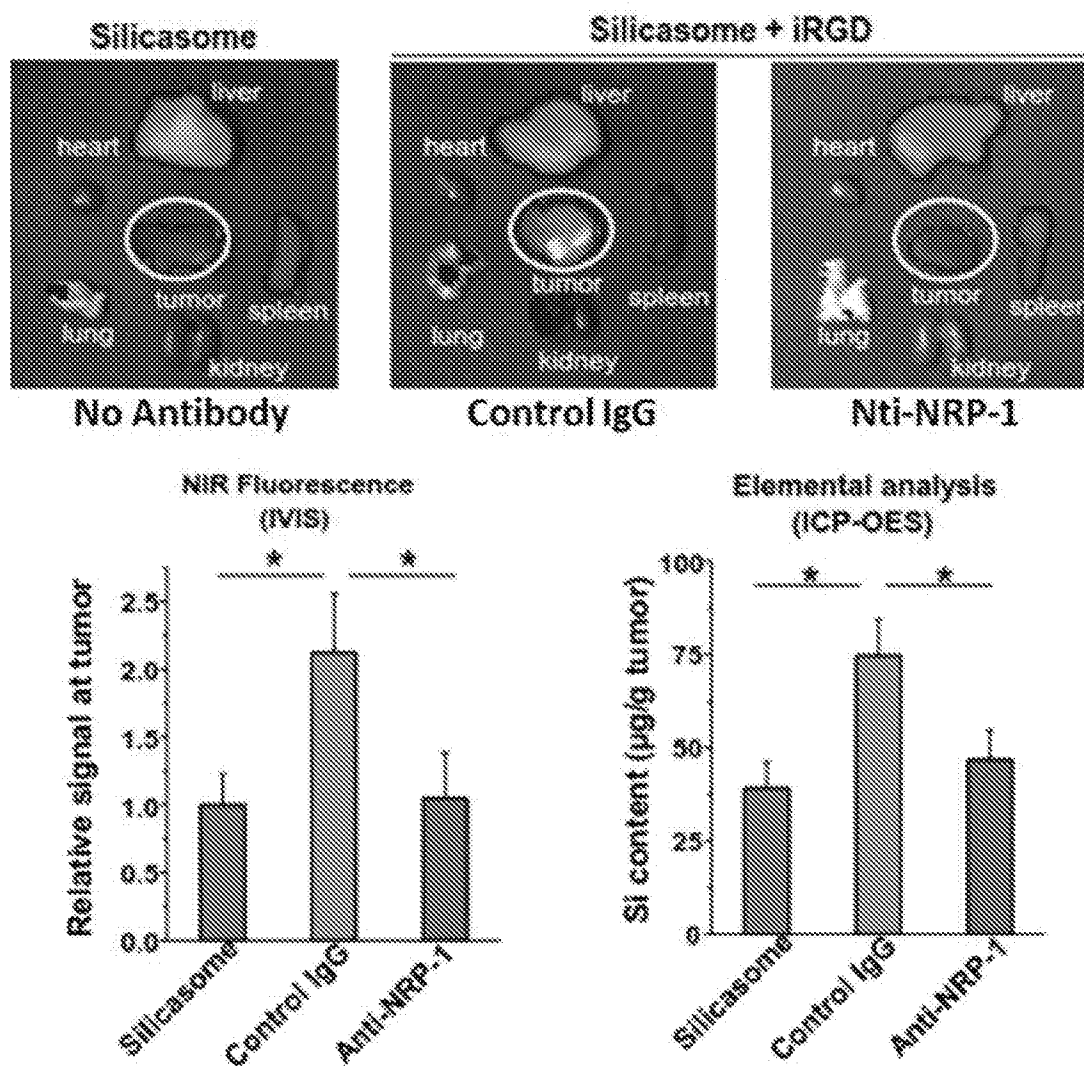 Silicasome
Silicasome + iRGD
liver
heart
tumor
spleen
lung
kidney
liver
heart
tumor
spleen
lung
kidney
liver
heart
tumor
spleen
lung
kidney
No Antibody
Control IgG
Nti-NRP-1
NIR Fluorescence
(IVIS)
*
*
Relative signal at tumor
2.5
2.0
1.5
1.0
0.5
0.0
Silicasome
Control IgG
Anti-NRP-1
Elemental analysis
(ICP-OES)
*
*
Si content (µg/g tumor)
100
75
50
25
0
Silicasome
Control IgG
Anti-NRP-1